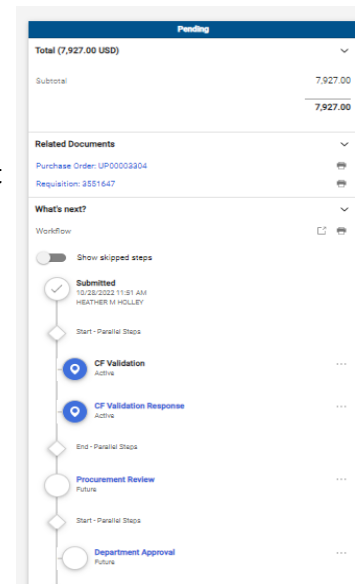 Pending
Total (7,927.00 USD)
Subtotal 7,927.00
7,927.00
Related Documents
Purchase Order: UP00003304
Requisition: 3551647
What's next?
Workflow
Show skipped steps
Submitted
10/28/2022 11:51 AM
HEATHER M HOLLEY
Start - Parallel Steps
CF Validation
Active
CF Validation Response
Active
End - Parallel Steps
Procurement Review
Future
Start - Parallel Steps
Department Approval
Future